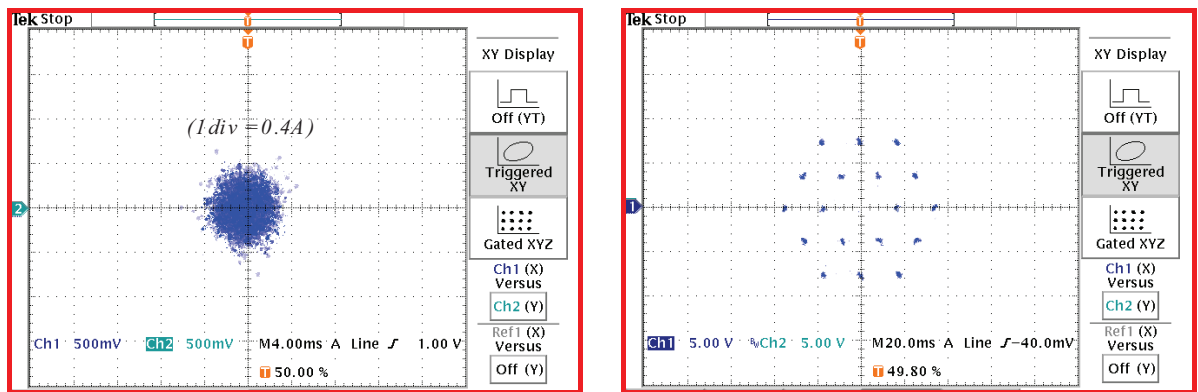 Tek Stop
T
T
XY Display
Off (YT)
(1div = 0.4A)
Triggered
XY
2
Gated XYZ
Ch1 (X)
Versus
Ch2 (Y)
Ref1 (X)
Versus
Off (Y)
Ch1 500mV Ch2 500mV M4.00ms A Line ʃ 1.00 V
T 50.00 %
Tek Stop
T
T
XY Display
Off (YT)
Triggered
XY
1
Gated XYZ
Ch1 (X)
Versus
Ch2 (Y)
Ref1 (X)
Versus
Off (Y)
Ch1 5.00 V BwCh2 5.00 V M20.0ms A Line ʃ-40.0mV
T 49.80 %